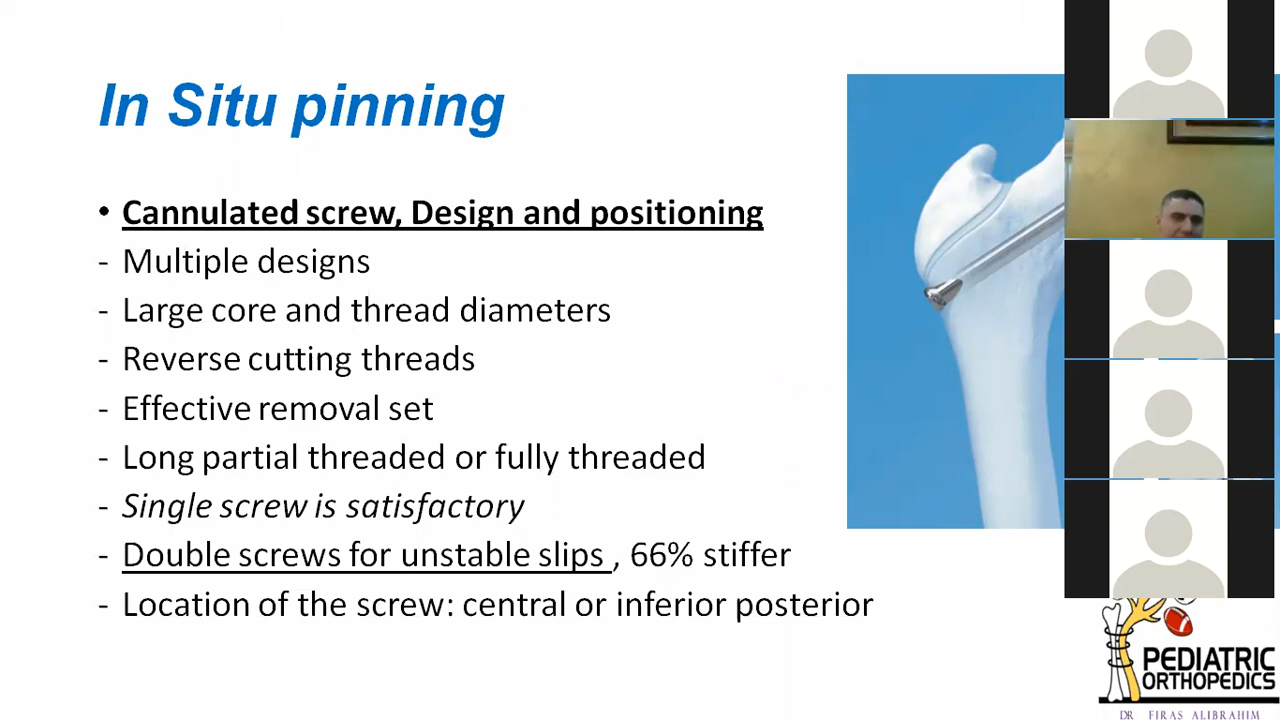 In Situ pinning
• Cannulated screw, Design and positioning
- Multiple designs
- Large core and thread diameters
- Reverse cutting threads
- Effective removal set
- Long partial threaded or fully threaded
- Single screw is satisfactory
- Double screws for unstable slips , 66% stiffer
- Location of the screw: central or inferior posterior
PEDIATRIC
ORTHOPEDICS
DR FIRAS ALIBRAHIM